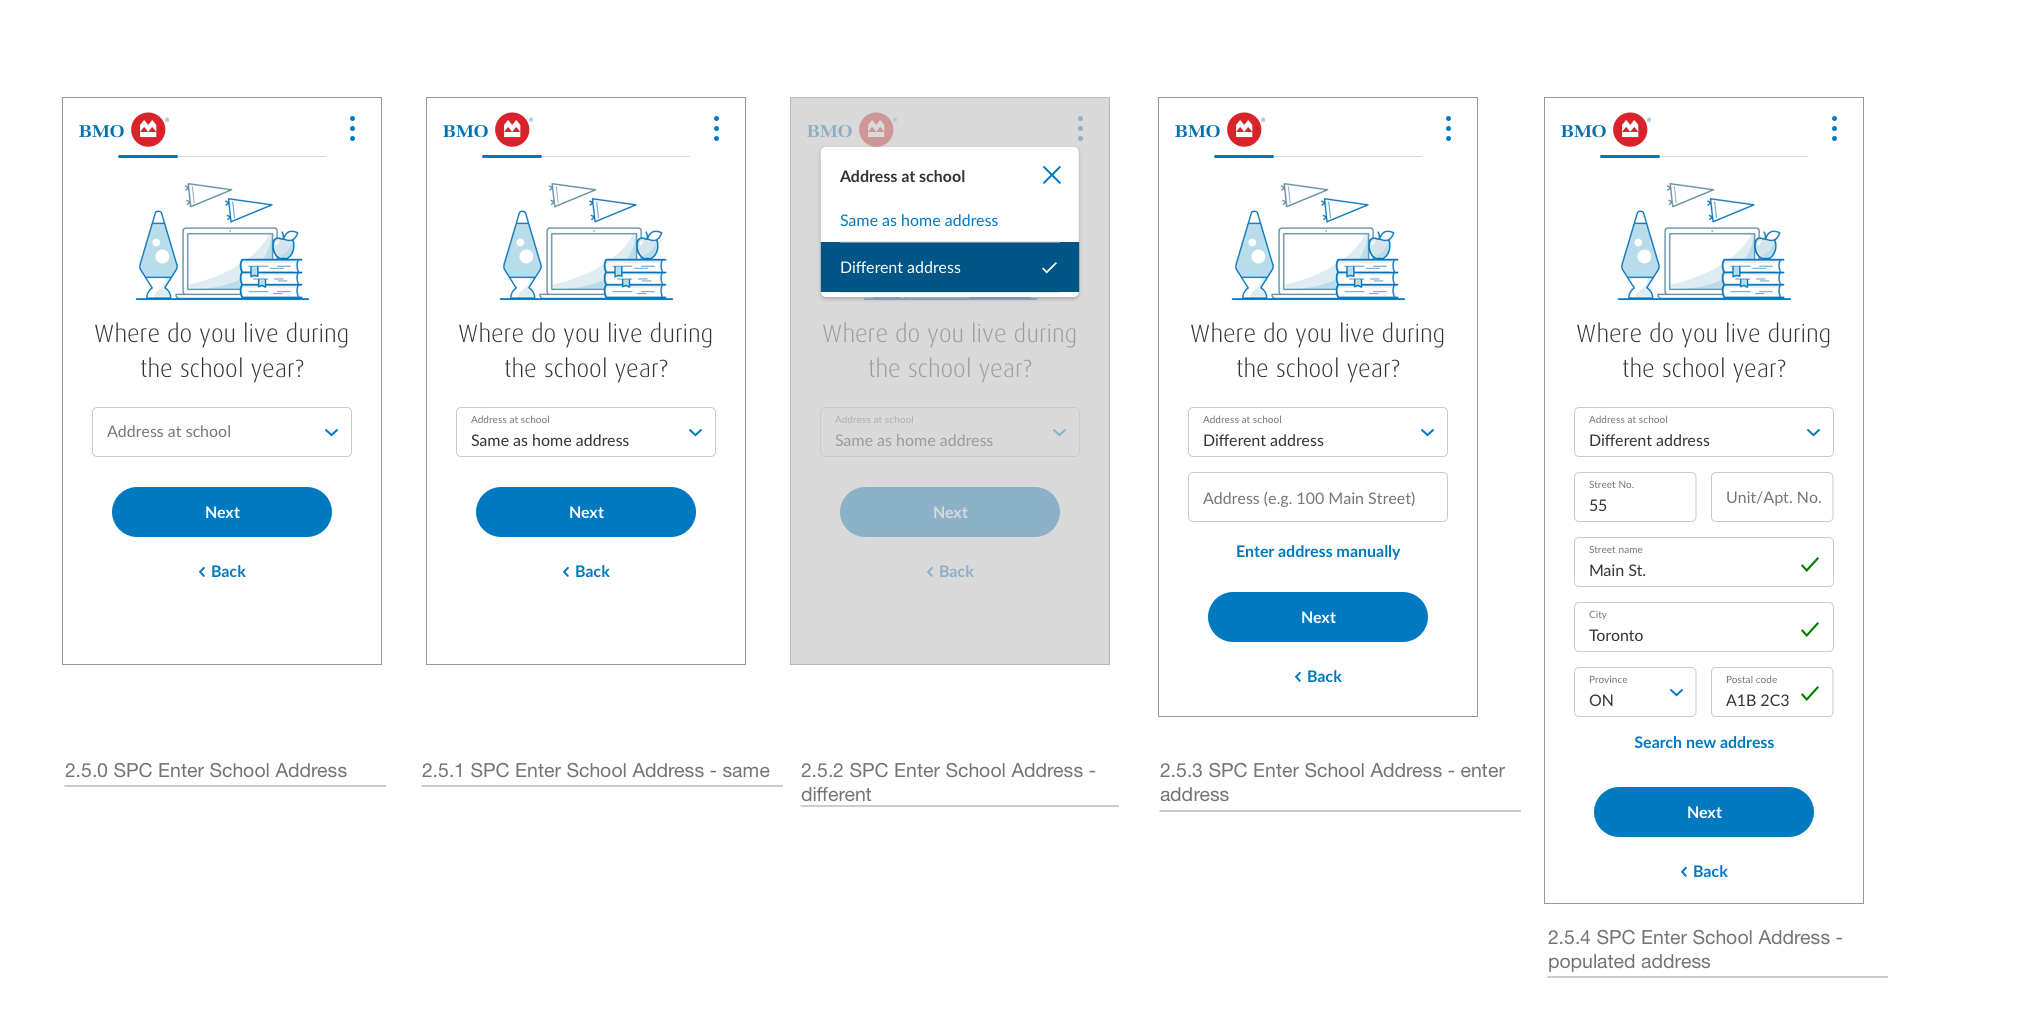 BMO
Where do you live during
the school year?
Address at school
Next
Back
2.5.0 SPC Enter School Address
BMO
Where do you live during
the school year?
Address at school
Same as home address
Next
Back
2.5.1 SPC Enter School Address - same
BMO
Address at school
Same as home address
Different address
Where do you live during
the school year?
Address at school
Same as home address
Next
Back
2.5.2 SPC Enter School Address -
different
BMO
Where do you live during
the school year?
Address at school
Different address
Address (e.g. 100 Main Street)
Enter address manually
Next
Back
2.5.3 SPC Enter School Address - enter
address
BMO
Where do you live during
the school year?
Address at school
Different address
Street No.
55
Unit/Apt. No.
Street name
Main St.
City
Toronto
Province
ON
Postal code
A1B 2C3
Search new address
Next
Back
2.5.4 SPC Enter School Address -
populated address